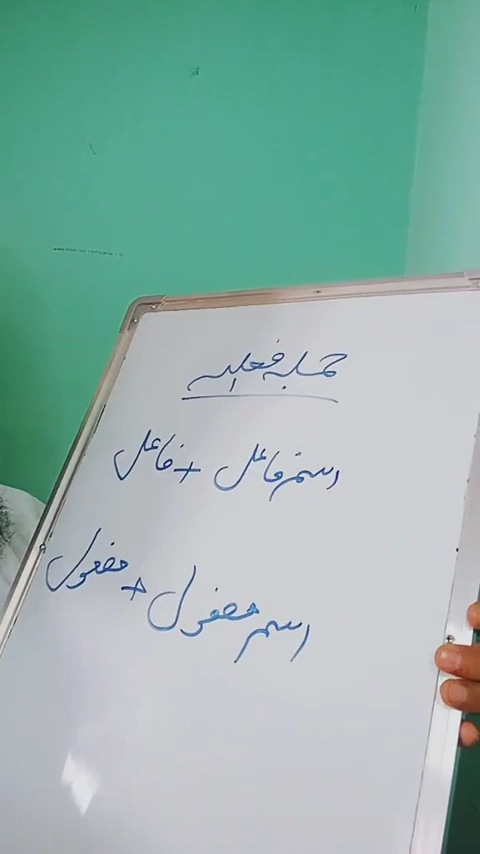 جملہ فعلیہ
اسم فاعل + فاعل
اسم مفعول + مفعول